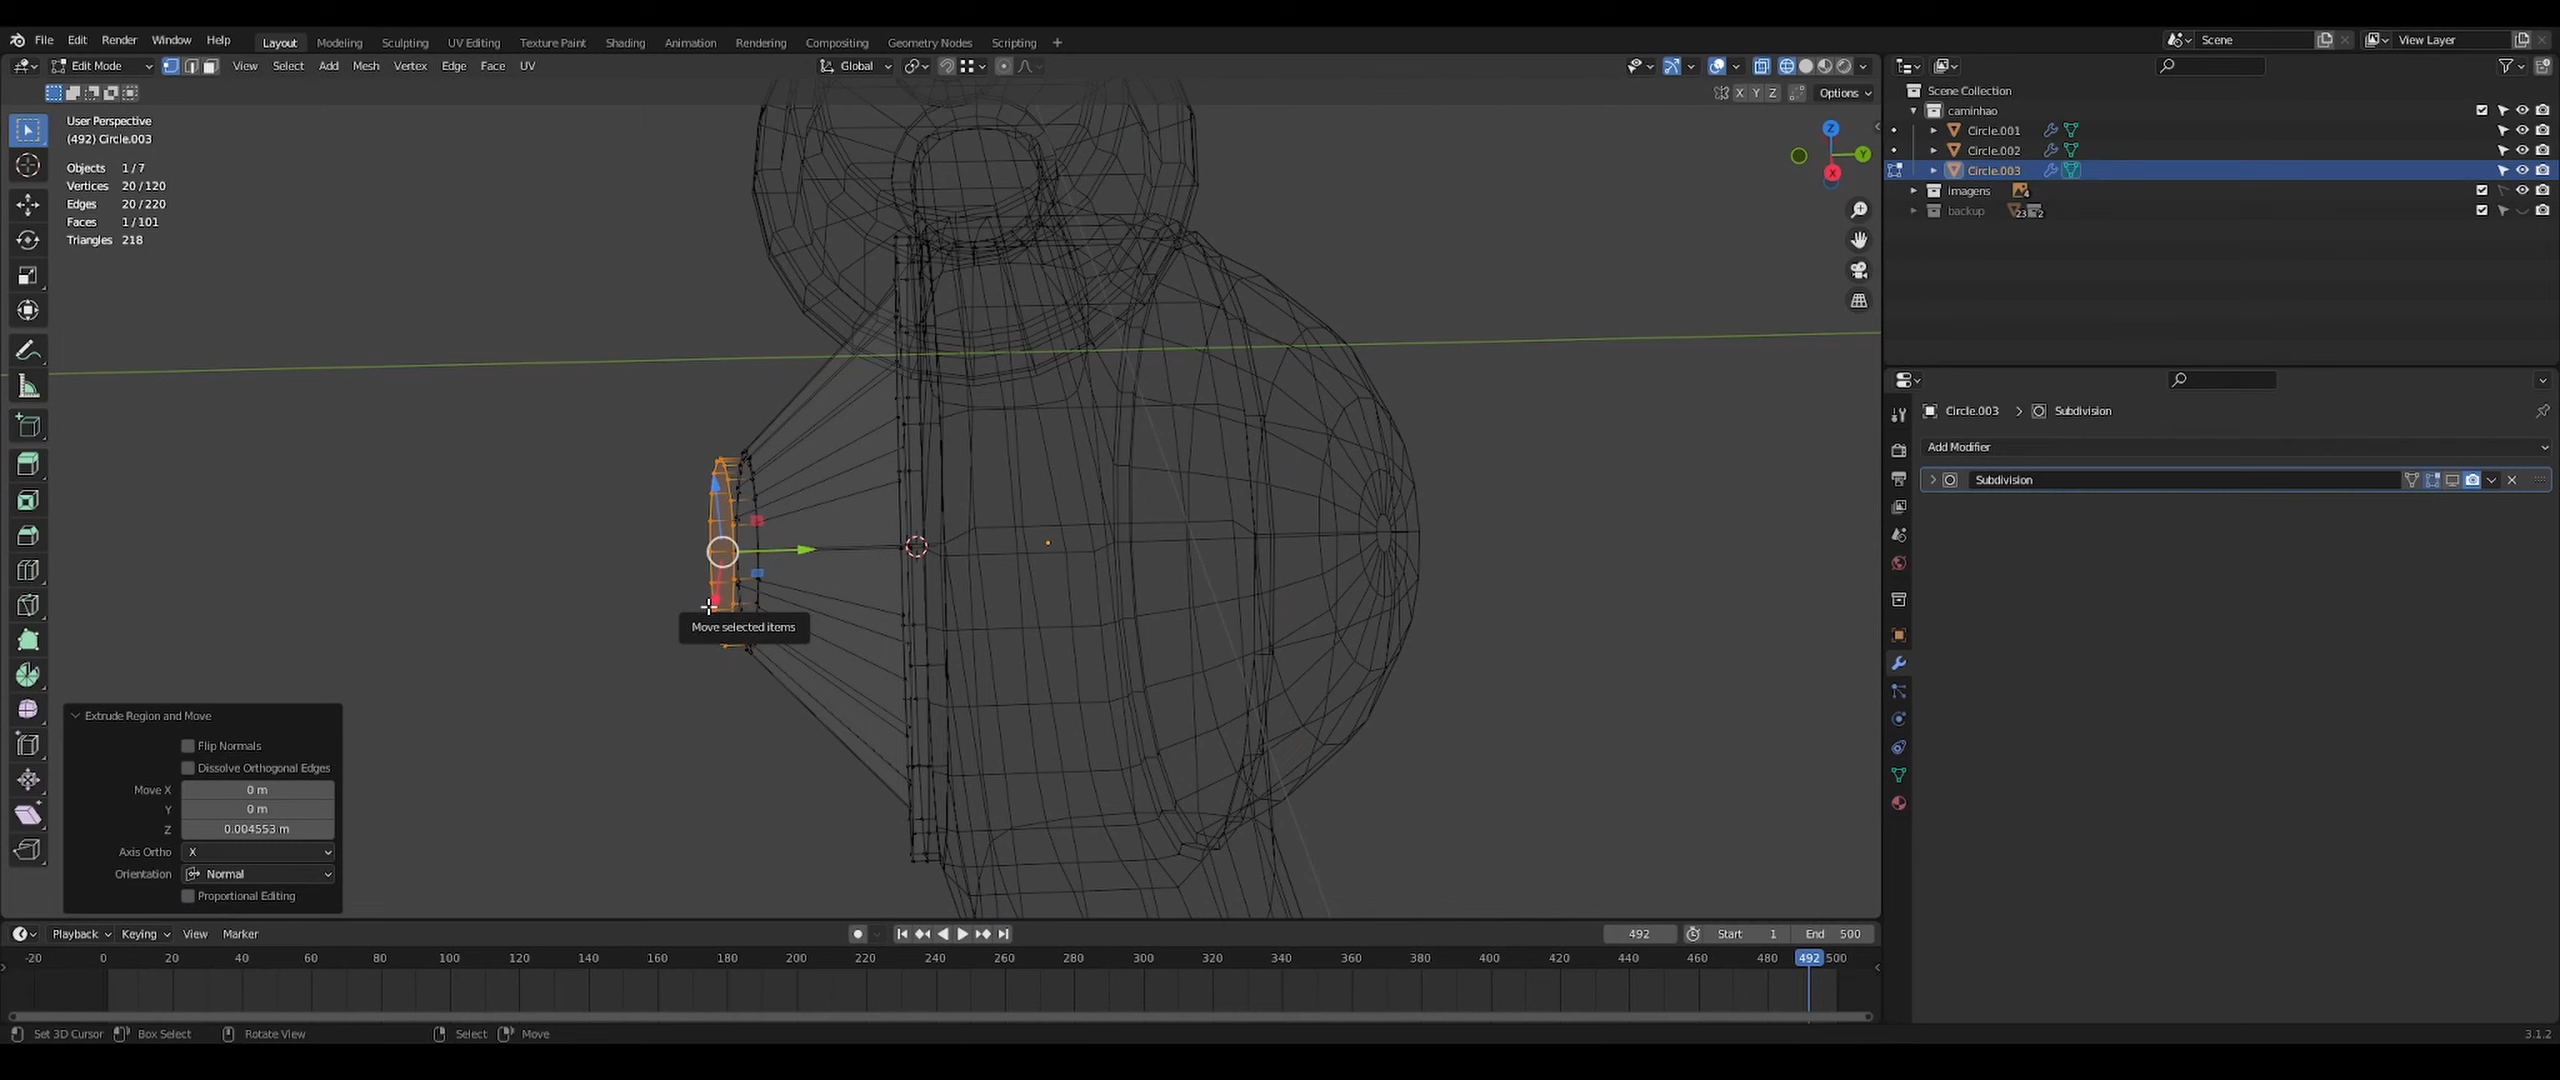 File Edit Render Window Help Layout Modeling Sculpting UV Editing Texture Paint Shading Animation Rendering Compositing Geometry Nodes Scripting + Scene View Layer
Edit Mode View Select Add Mesh Vertex Edge Face UV Global
X Y Z Options
User Perspective
(492) Circle.003
Objects 1/7
Vertices 20/120
Edges 20/220
Faces 1/101
Triangles 218
Z
Y
X
Scene Collection
caminhao
Circle.001
Circle.002
Circle.003
imagens 4
backup 23 2
Circle.003 > Subdivision
Add Modifier
Subdivision
Move selected items
Extrude Region and Move
Flip Normals
Dissolve Orthogonal Edges
Move X 0 m
Y 0 m
Z 0.004553 m
Axis Ortho X
Orientation Normal
Proportional Editing
Playback Keying View Marker 492 Start 1 End 500
-20 0 20 40 60 80 100 120 140 160 180 200 220 240 260 280 300 320 340 360 380 400 420 440 460 480 492 500
Set 3D Cursor Box Select Rotate View Select Move 3.1.2